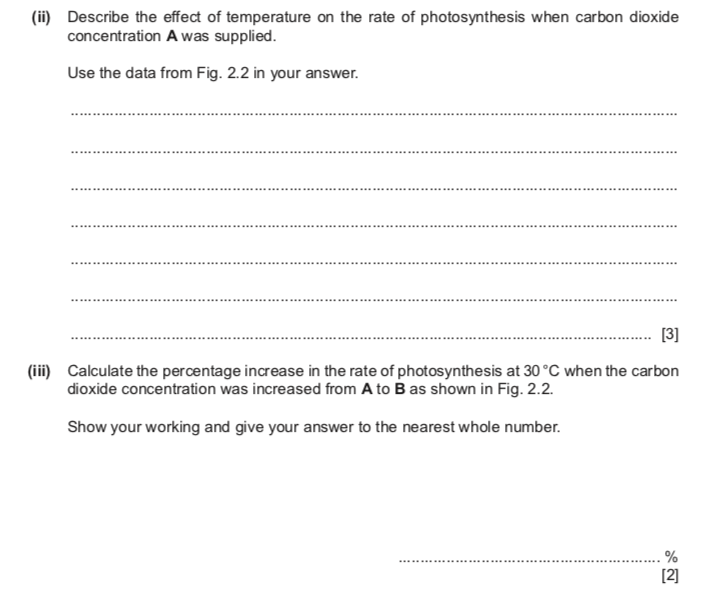 (ii) Describe the effect of temperature on the rate of photosynthesis when carbon dioxide
concentration A was supplied.
Use the data from Fig. 2.2 in your answer.
[3]
(iii) Calculate the percentage increase in the rate of photosynthesis at 30 °C when the carbon
dioxide concentration was increased from A to B as shown in Fig. 2.2.
Show your working and give your answer to the nearest whole number.
%
[2]